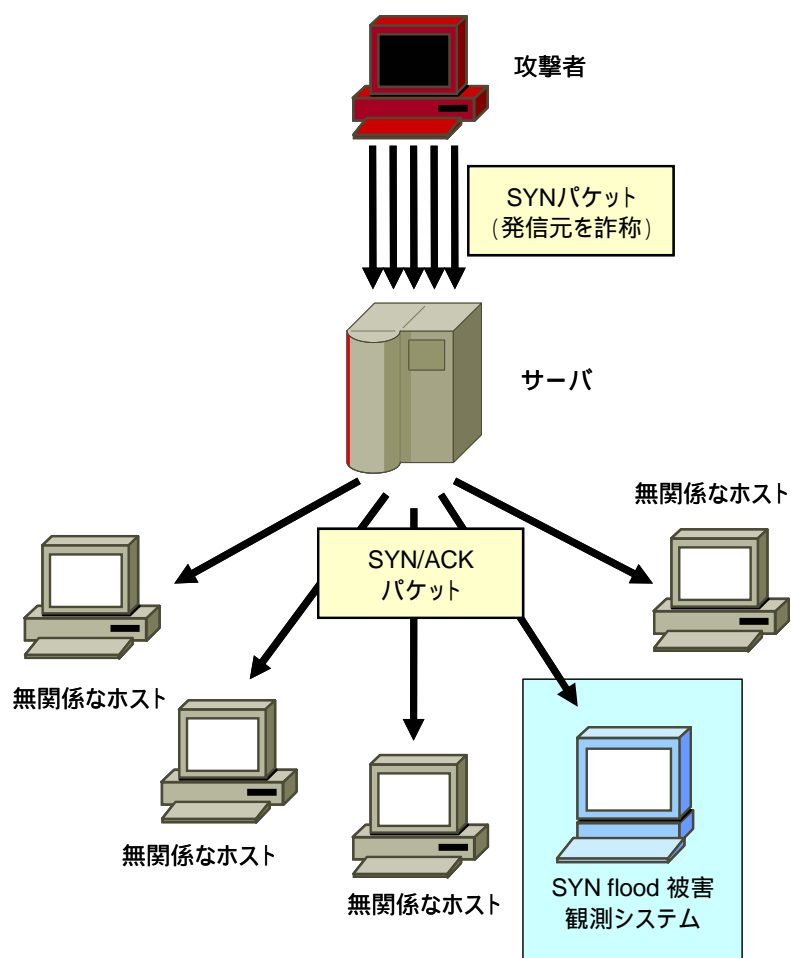 攻撃者
SYNパケット
(発信元を詐称)
サーバ
無関係なホスト
SYN/ACK
パケット
無関係なホスト
無関係なホスト
無関係なホスト
SYN flood 被害
観測システム